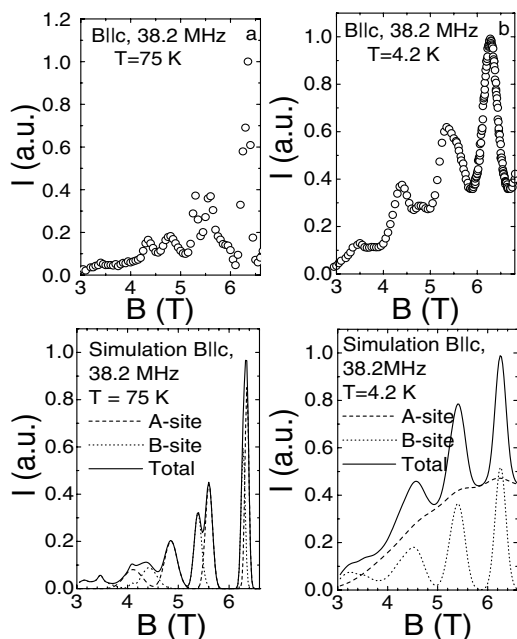 B||c, 38.2 MHz
T=75 K
a
I (a.u.)
1.0
0.8
0.6
0.4
0.2
0.0
3 4 5 6
B (T)
B||c, 38.2 MHz
T=4.2 K
b
I (a.u.)
1.0
0.8
0.6
0.4
0.2
0.0
3 4 5 6
B (T)
Simulation B||c,
38.2 MHz
T = 75 K
A-site
B-site
Total
I (a.u.)
1.0
0.8
0.6
0.4
0.2
0.0
3 4 5 6
B (T)
Simulation B||c,
38.2MHz
T=4.2 K
A-site
B-site
Total
I (a.u.)
1.0
0.8
0.6
0.4
0.2
0.0
3 4 5 6
B (T)